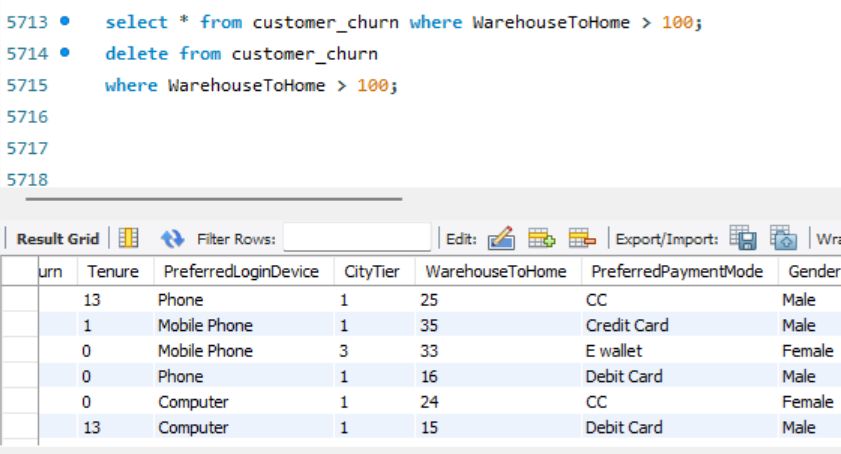 5713 select * from customer_churn where WarehouseToHome > 100;
5714 delete from customer_churn
5715 where WarehouseToHome > 100;
5716
5717
5718
Result Grid Filter Rows: Edit: Export/Import: Wra
urn Tenure PreferredLoginDevice CityTier WarehouseToHome PreferredPaymentMode Gender
13 Phone 1 25 CC Male
1 Mobile Phone 1 35 Credit Card Male
0 Mobile Phone 3 33 E wallet Female
0 Phone 1 16 Debit Card Male
0 Computer 1 24 CC Female
13 Computer 1 15 Debit Card Male